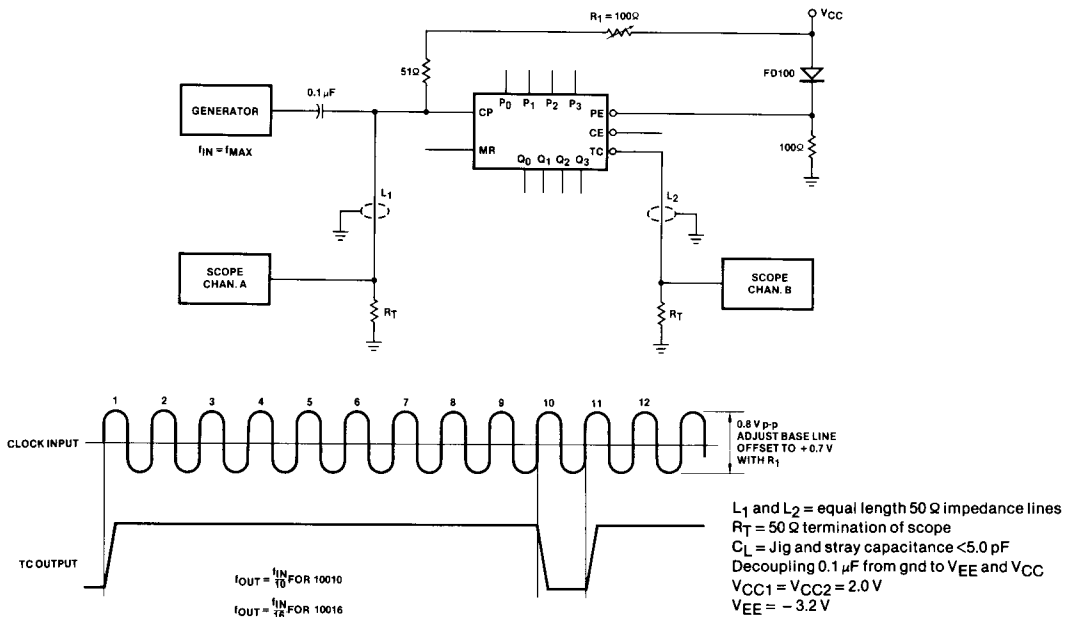 R1 = 100Ω
VCC
51Ω
FD100
0.1 µF
P0 P1 P2 P3
GENERATOR
CP
PE
CE
fIN = fMAX
MR
TC
100Ω
Q0 Q1 Q2 Q3
L1
L2
SCOPE
CHAN. A
SCOPE
CHAN. B
RT
RT
1 2 3 4 5 6 7 8 9 10 11 12
CLOCK INPUT
0.8 V p-p
ADJUST BASE LINE
OFFSET TO + 0.7 V
WITH R1
TC OUTPUT
fOUT = fIN/10 FOR 10010
fOUT = fIN/16 FOR 10016
L1 and L2 = equal length 50 Ω impedance lines
RT = 50 Ω termination of scope
CL = Jig and stray capacitance <5.0 pF
Decoupling 0.1 µF from gnd to VEE and VCC
VCC1 = VCC2 = 2.0 V
VEE = – 3.2 V